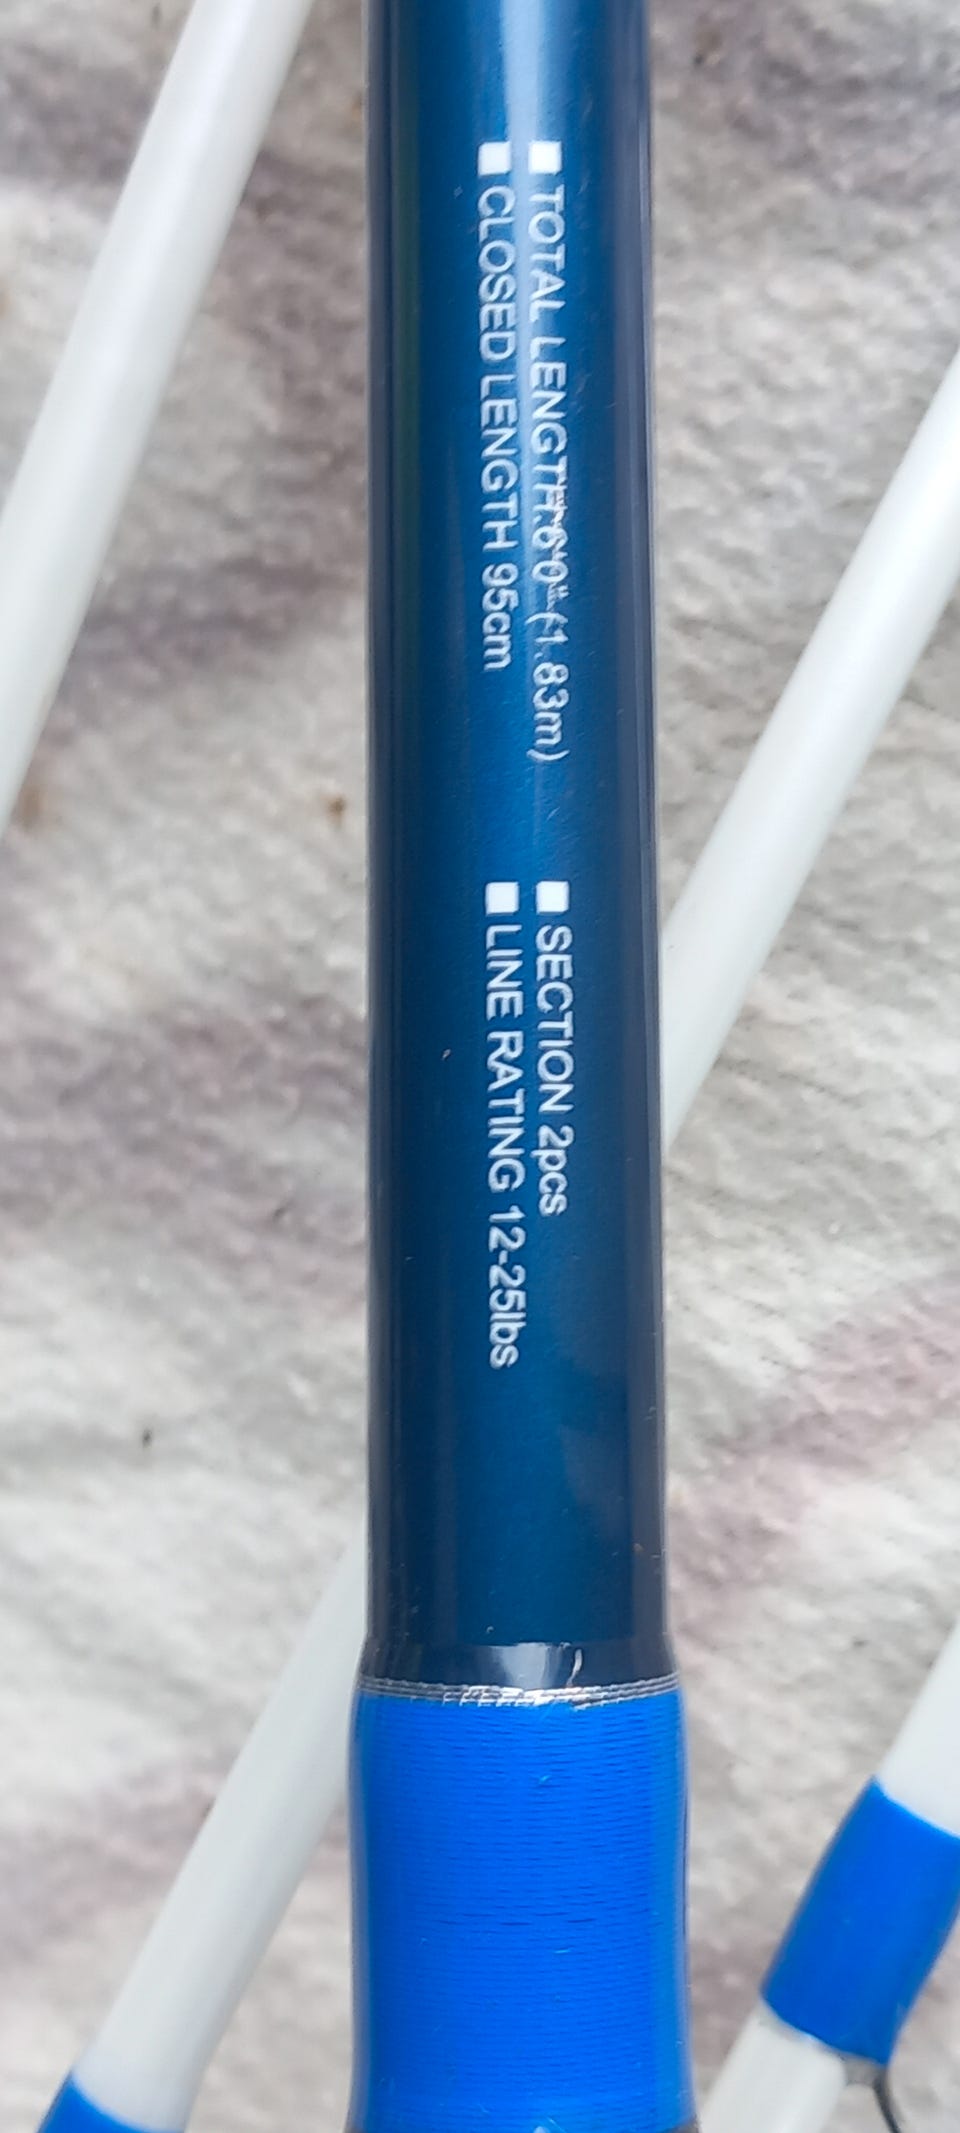 ■ TOTAL LENGTH 6'0" (1.83m)
■ CLOSED LENGTH 95cm
■ SECTION 2pcs
■ LINE RATING 12-25lbs